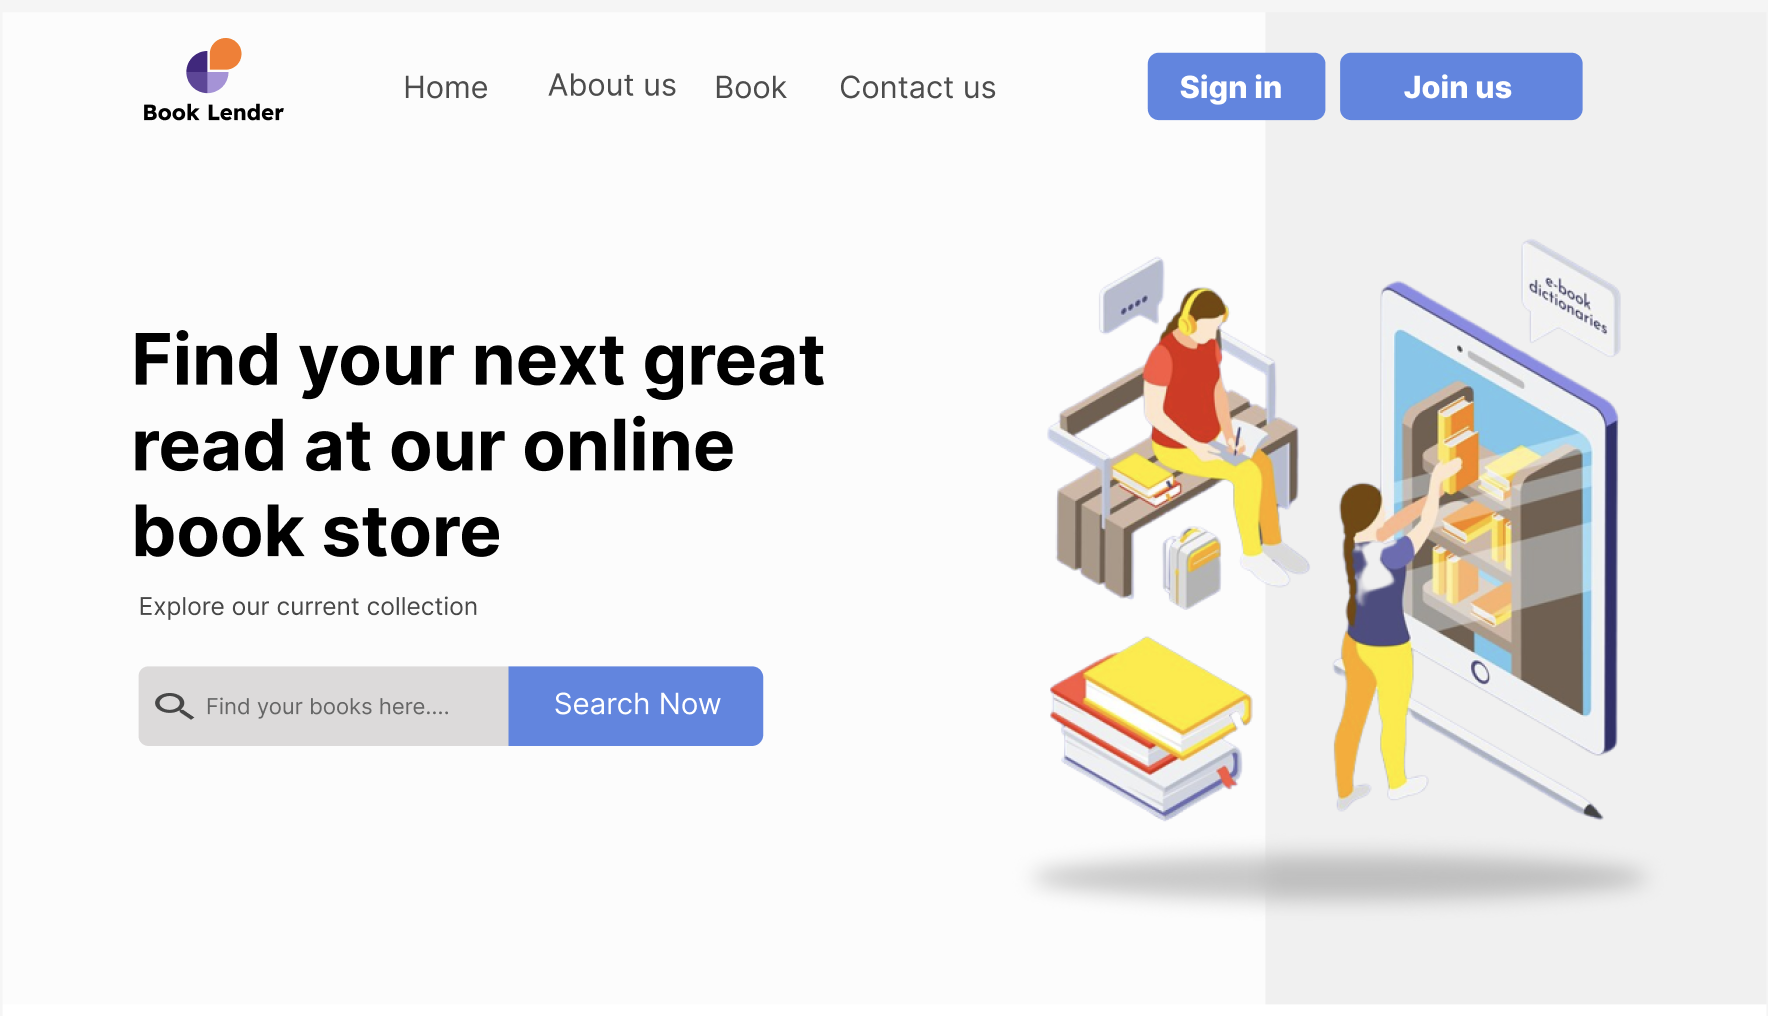 Book Lender
Home
About us
Book
Contact us
Sign in
Join us
Find your next great
read at our online
book store
Explore our current collection
Find your books here....
Search Now
e-book
dictionaries